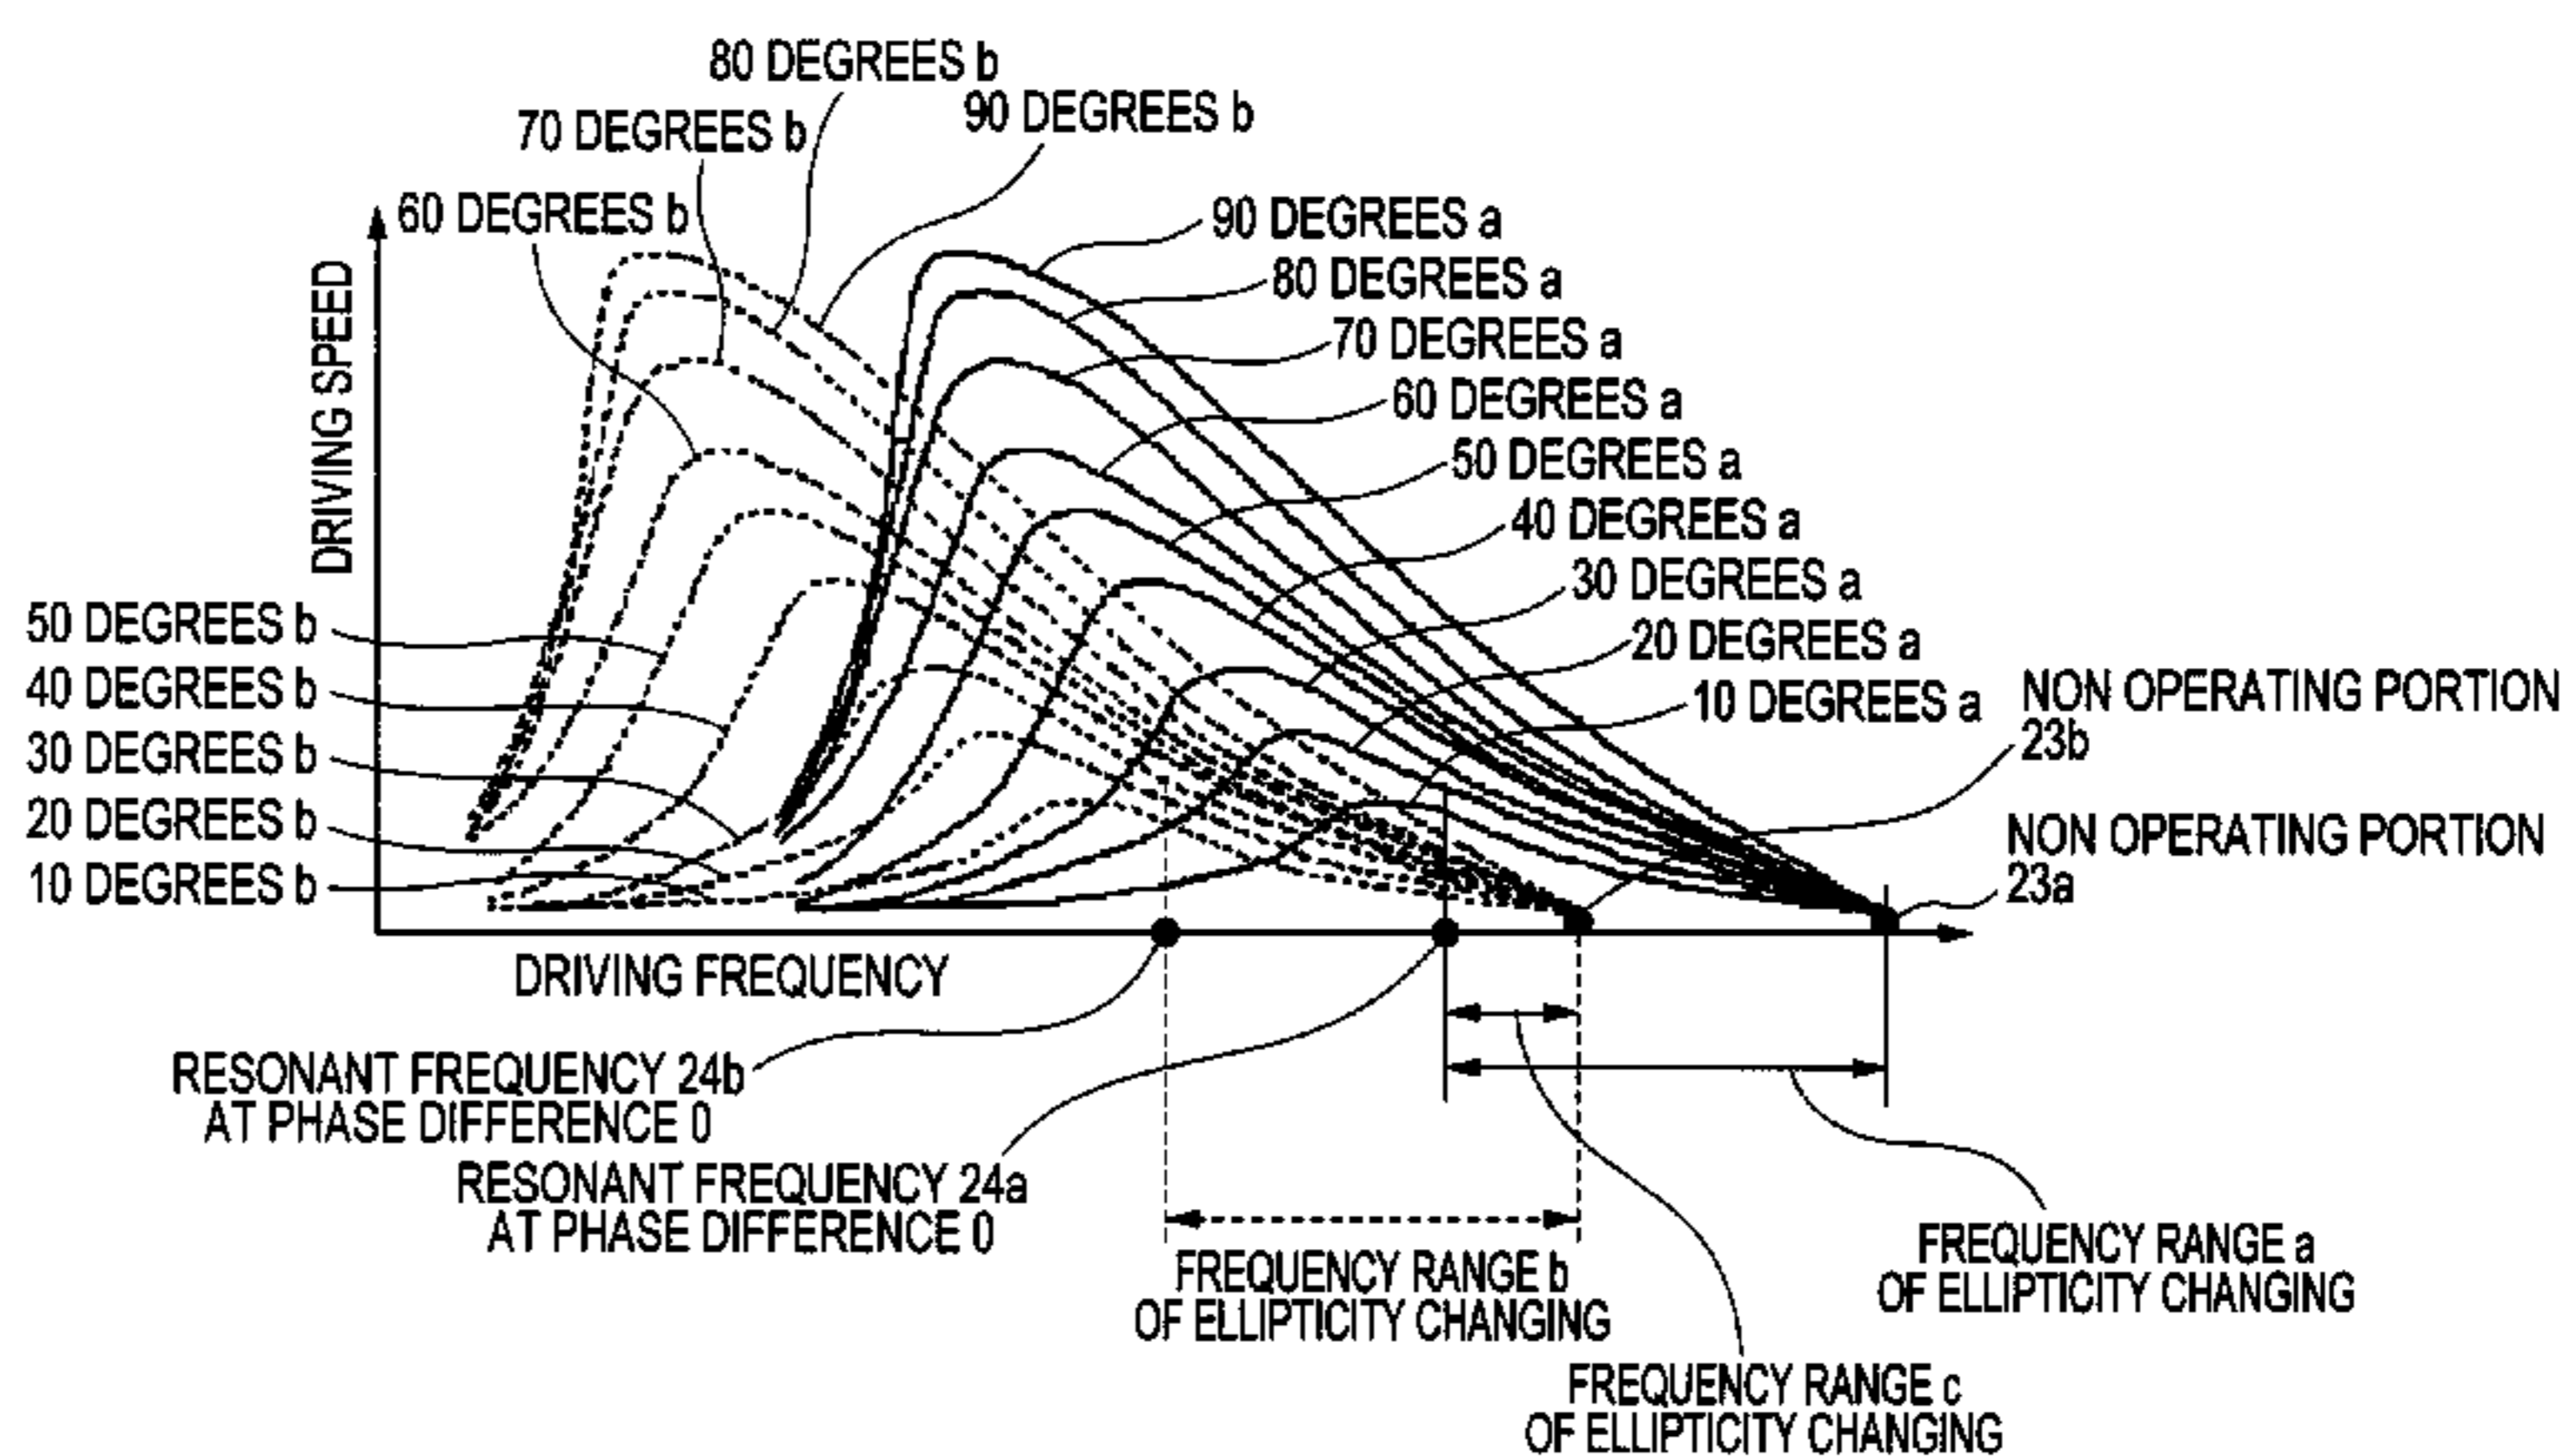 80 DEGREES b
90 DEGREES b
70 DEGREES b
60 DEGREES b
90 DEGREES a
80 DEGREES a
70 DEGREES a
60 DEGREES a
50 DEGREES a
40 DEGREES a
30 DEGREES a
20 DEGREES a
10 DEGREES a
DRIVING SPEED
50 DEGREES b
40 DEGREES b
30 DEGREES b
20 DEGREES b
10 DEGREES b
NON OPERATING PORTION
23b
NON OPERATING PORTION
23a
DRIVING FREQUENCY
RESONANT FREQUENCY 24b
AT PHASE DIFFERENCE 0
RESONANT FREQUENCY 24a
AT PHASE DIFFERENCE 0
FREQUENCY RANGE b
OF ELLIPTICITY CHANGING
FREQUENCY RANGE a
OF ELLIPTICITY CHANGING
FREQUENCY RANGE c
OF ELLIPTICITY CHANGING